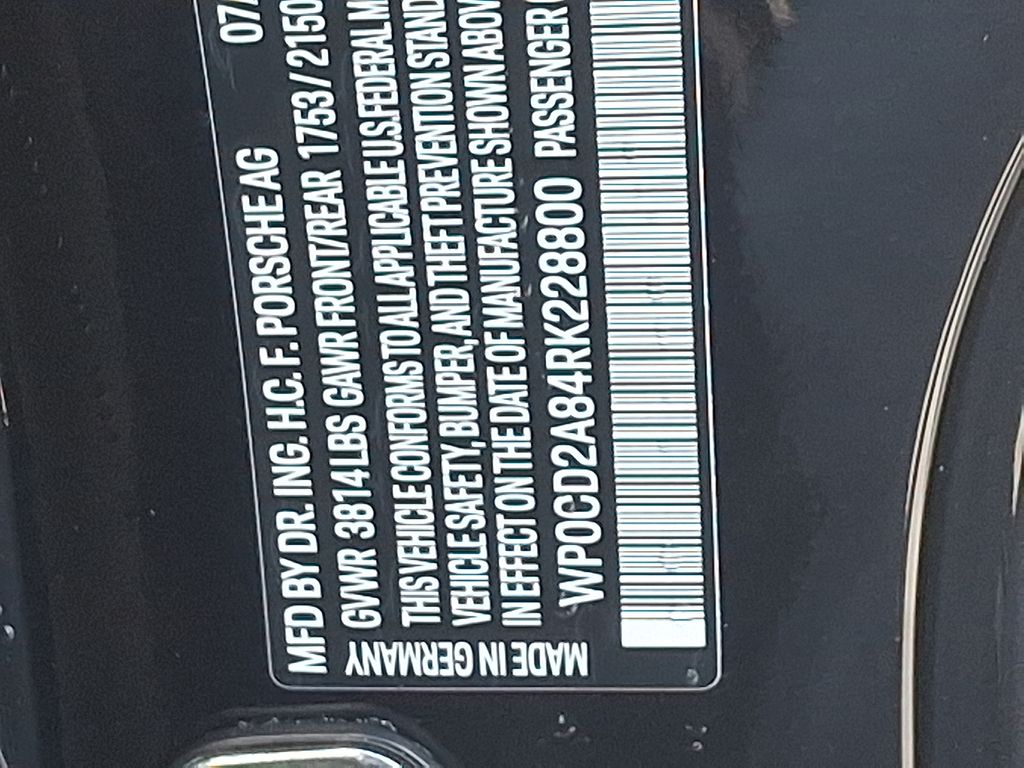 MFD BY DR. ING. H.C. F. PORSCHE AG 07/
GVWR 3814 LBS GAWR FRONT/REAR 1753 / 2150
THIS VEHICLE CONFORMS TO ALL APPLICABLE U.S. FEDERAL M
VEHICLE SAFETY, BUMPER, AND THEFT PREVENTION STAND
IN EFFECT ON THE DATE OF MANUFACTURE SHOWN ABOV
WP0CD2A84RK228800 PASSENGER
MADE IN GERMANY